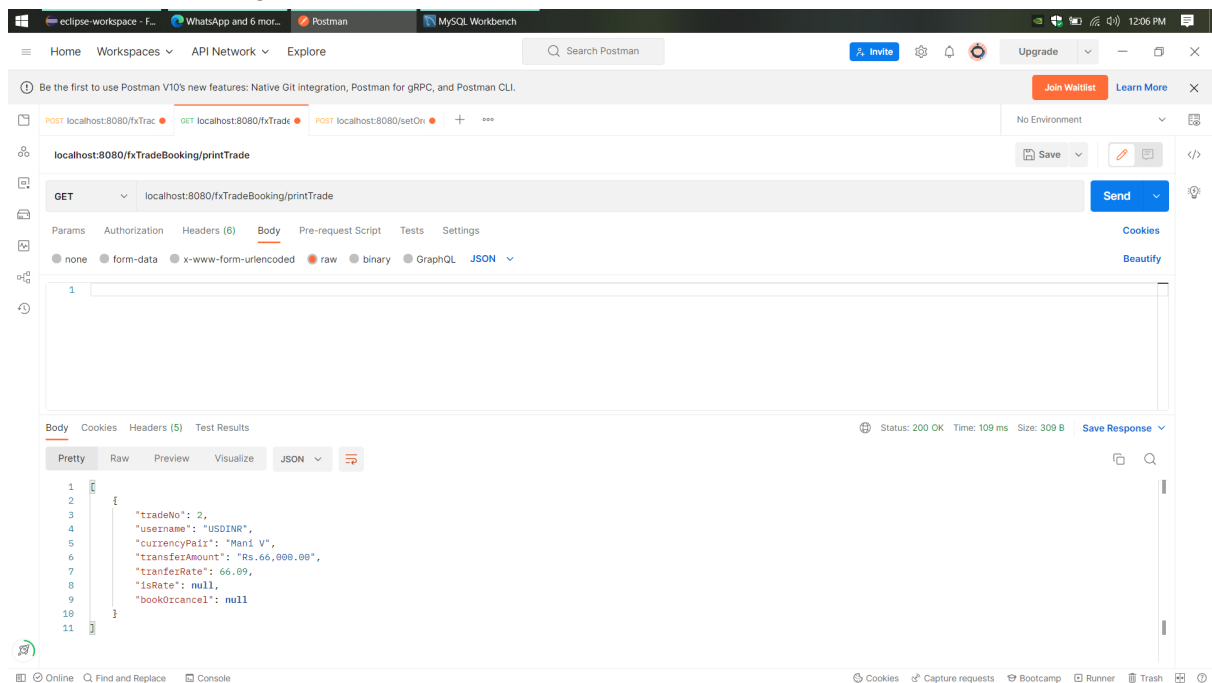 eclipse-workspace - F... WhatsApp and 6 mor... Postman MySQL Workbench 12:06 PM
Home Workspaces API Network Explore Search Postman Invite Upgrade
Be the first to use Postman V10's new features: Native Git integration, Postman for gRPC, and Postman CLI. Join Waitlist Learn More
POST localhost:8080/fxTrac GET localhost:8080/fxTrade POST localhost:8080/setOr No Environment
localhost:8080/fxTradeBooking/printTrade Save
GET localhost:8080/fxTradeBooking/printTrade Send
Params Authorization Headers (6) Body Pre-request Script Tests Settings Cookies
none form-data x-www-form-urlencoded raw binary GraphQL JSON Beautify
1
Body Cookies Headers (5) Test Results Status: 200 OK Time: 109 ms Size: 309 B Save Response
Pretty Raw Preview Visualize JSON
1 [
2 {
3 "tradeNo": 2,
4 "username": "USDINR",
5 "currencyPair": "Mani V",
6 "transferAmount": "Rs.66,000.00",
7 "tranferRate": 66.09,
8 "isRate": null,
9 "bookOrcancel": null
10 }
11 ]
Online Find and Replace Console Cookies Capture requests Bootcamp Runner Trash